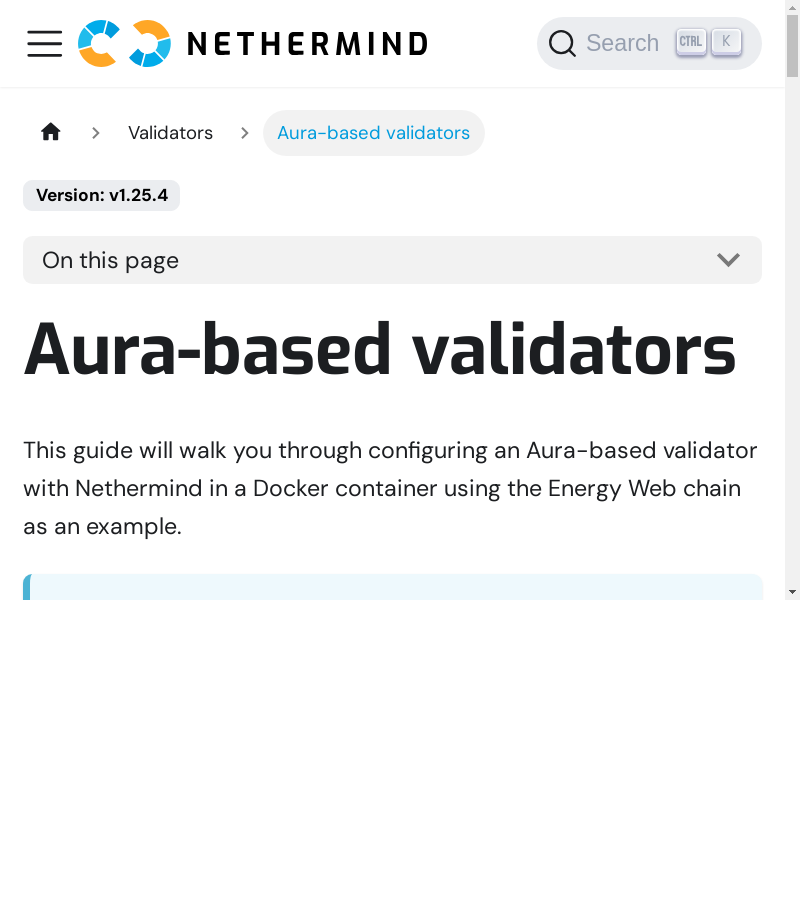 NETHERMIND
Search CTRL K
Validators Aura-based validators
Version: v1.25.4
On this page
Aura-based validators
This guide will walk you through configuring an Aura-based validator
with Nethermind in a Docker container using the Energy Web chain
as an example.